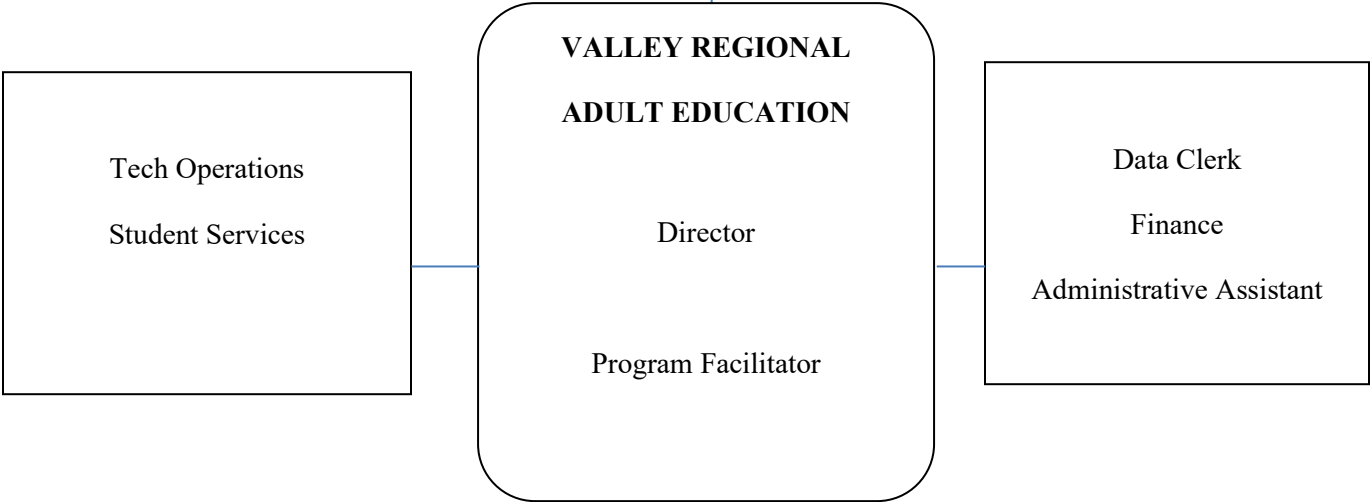 Tech Operations
Student Services
VALLEY REGIONAL
ADULT EDUCATION
Director
Program Facilitator
Data Clerk
Finance
Administrative Assistant